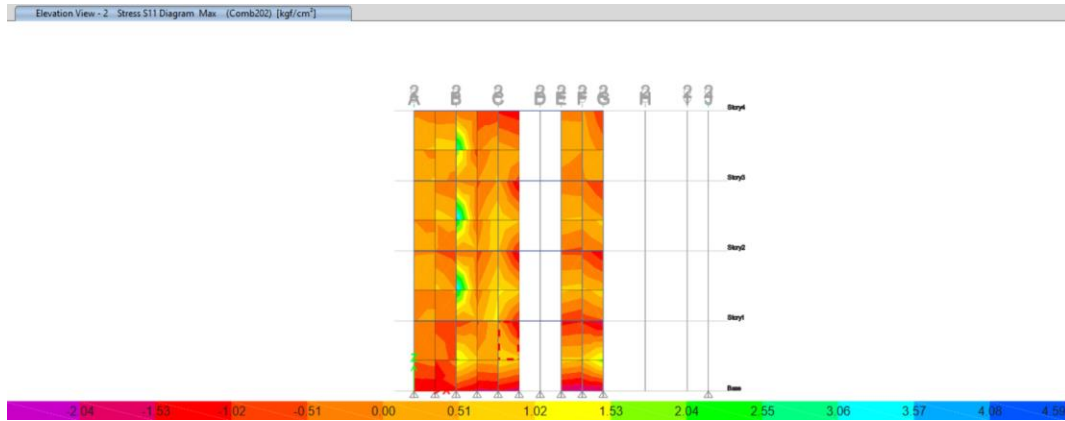 Elevation View - 2 Stress S11 Diagram Max (Comb202) [kgf/cm²]
2 2 2 2 2 2 2 2 2 2
A B C D E F G H I J
Story4
Story3
Story2
Story1
Z
X
Base
-2.04 -1.53 -1.02 -0.51 0.00 0.51 1.02 1.53 2.04 2.55 3.06 3.57 4.08 4.59